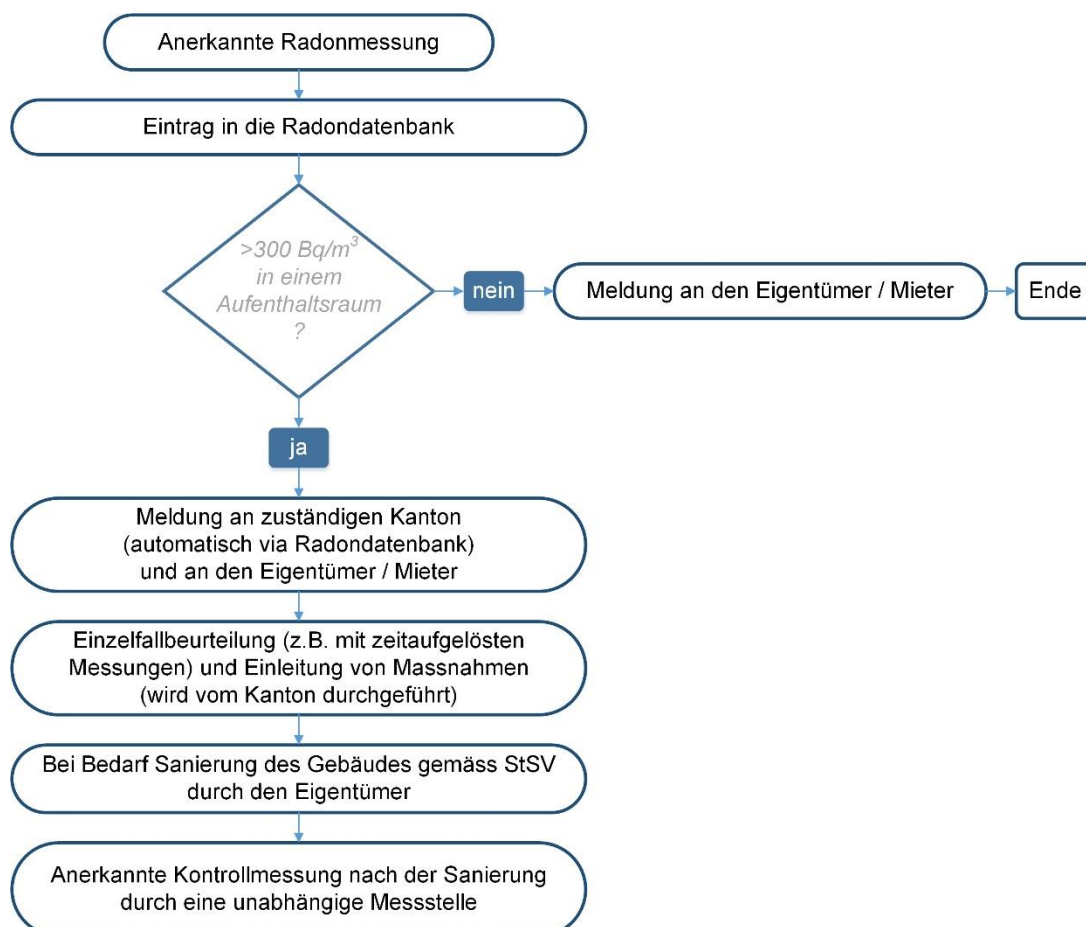 Anerkannte Radonmessung
Eintrag in die Radondatenbank
>300 Bq/m³
in einem
Aufenthaltsraum
?
nein
Meldung an den Eigentümer / Mieter
Ende
ja
Meldung an zuständigen Kanton
(automatisch via Radondatenbank)
und an den Eigentümer / Mieter
Einzelfallbeurteilung (z.B. mit zeitaufgelösten
Messungen) und Einleitung von Massnahmen
(wird vom Kanton durchgeführt)
Bei Bedarf Sanierung des Gebäudes gemäss StSV
durch den Eigentümer
Anerkannte Kontrollmessung nach der Sanierung
durch eine unabhängige Messstelle